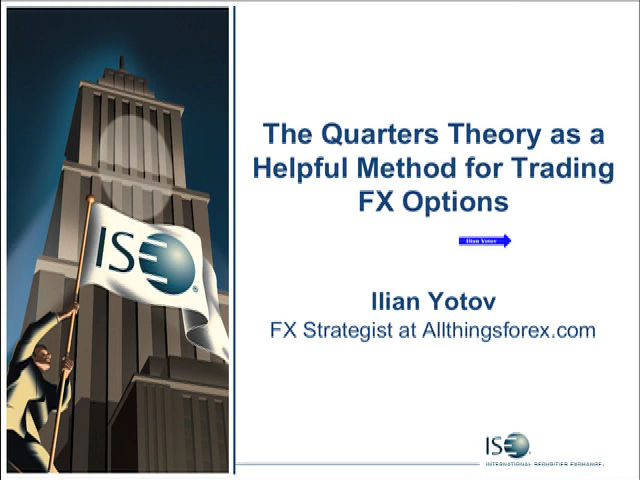 The Quarters Theory as a
Helpful Method for Trading
FX Options
Ilian Yotov
Ilian Yotov
FX Strategist at Allthingsforex.com
ISE
ISE
INTERNATIONAL SECURITIES EXCHANGE